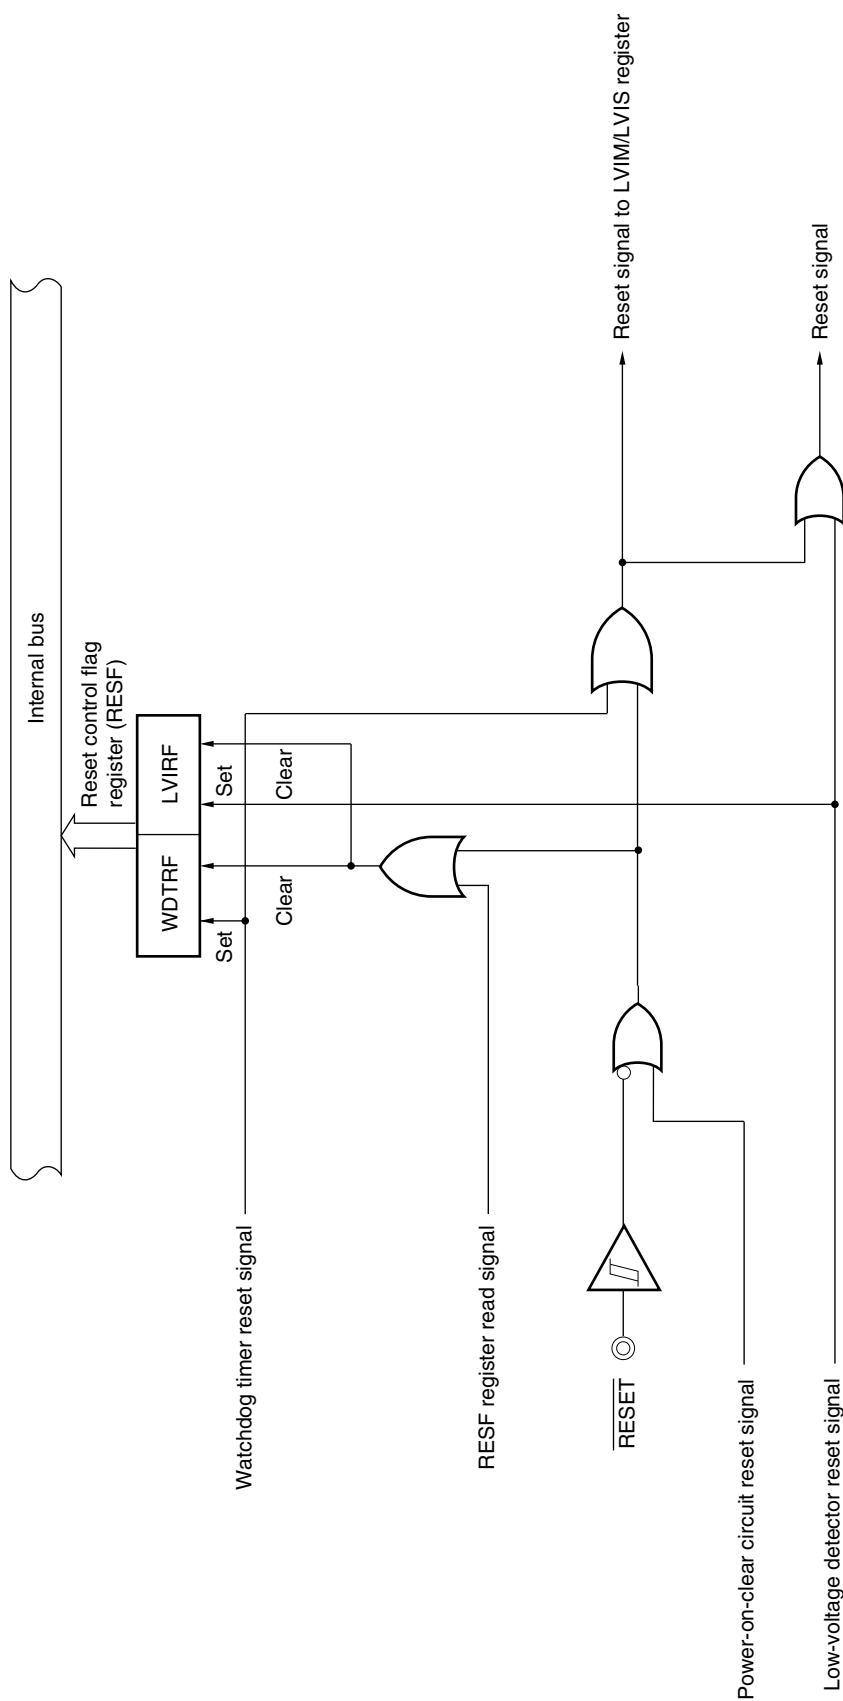 Internal bus
Reset control flag
register (RESF)
WDTRF
LVIRF
Set
Clear
Set
Clear
Watchdog timer reset signal
RESF register read signal
RESET
Reset signal to LVIM/LVIS register
Power-on-clear circuit reset signal
Low-voltage detector reset signal
Reset signal